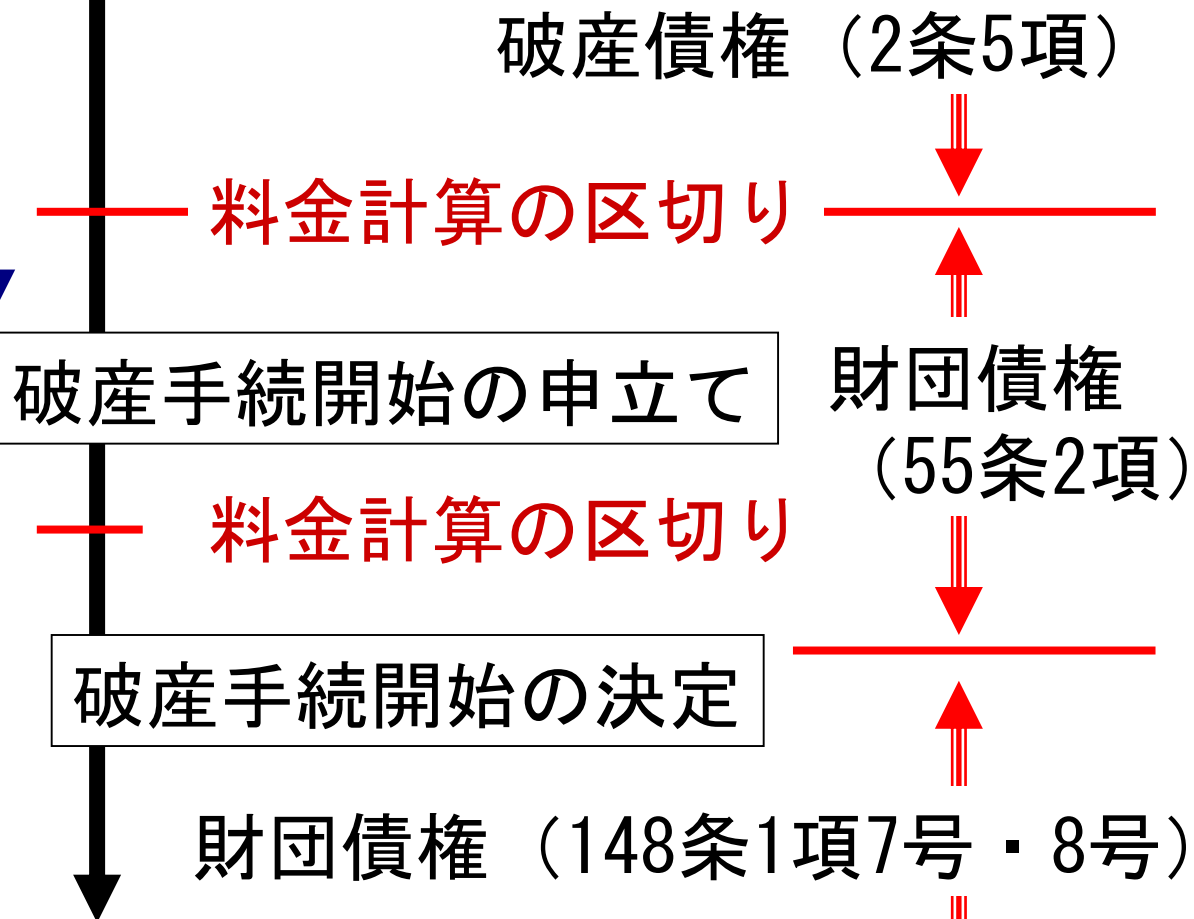 破産債権（2条5項）
料金計算の区切り
破産手続開始の申立て
財団債権
（55条2項）
料金計算の区切り
破産手続開始の決定
財団債権（148条1項7号・8号）